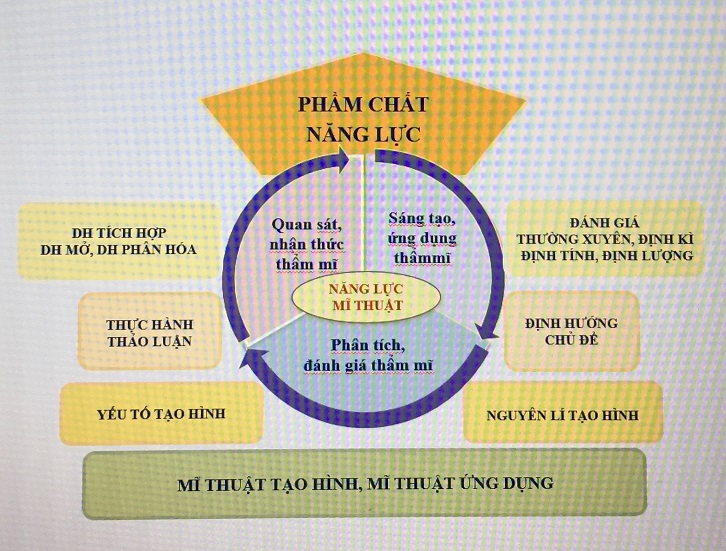 PHẨM CHẤT
NĂNG LỰC
Quan sát,
nhận thức
thẩm mĩ
Sáng tạo,
ứng dụng
thẩmmĩ
NĂNG LỰC
MĨ THUẬT
Phân tích,
đánh giá thẩm mĩ
DH TÍCH HỢP
DH MỞ, DH PHÂN HÓA
THỰC HÀNH
THẢO LUẬN
YẾU TỐ TẠO HÌNH
ĐÁNH GIÁ
THƯỜNG XUYÊN, ĐỊNH KÌ
ĐỊNH TÍNH, ĐỊNH LƯỢNG
ĐỊNH HƯỚNG
CHỦ ĐỀ
NGUYÊN LÍ TẠO HÌNH
MĨ THUẬT TẠO HÌNH, MĨ THUẬT ỨNG DỤNG